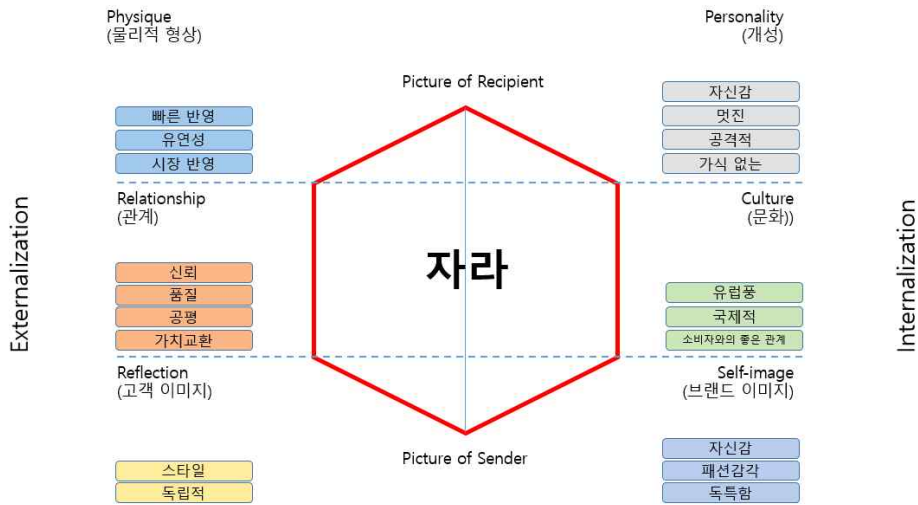 Physique
(물리적 형상)
Personality
(개성)
Picture of Recipient
빠른 반영
유연성
시장 반영
자신감
멋진
공격적
가식 없는
Externalization
Relationship
(관계)
Culture
(문화))
Internalization
자라
신뢰
품질
공평
가치교환
유럽풍
국제적
소비자와의 좋은 관계
Reflection
(고객 이미지)
Self-image
(브랜드 이미지)
Picture of Sender
스타일
독립적
자신감
패션감각
독특함